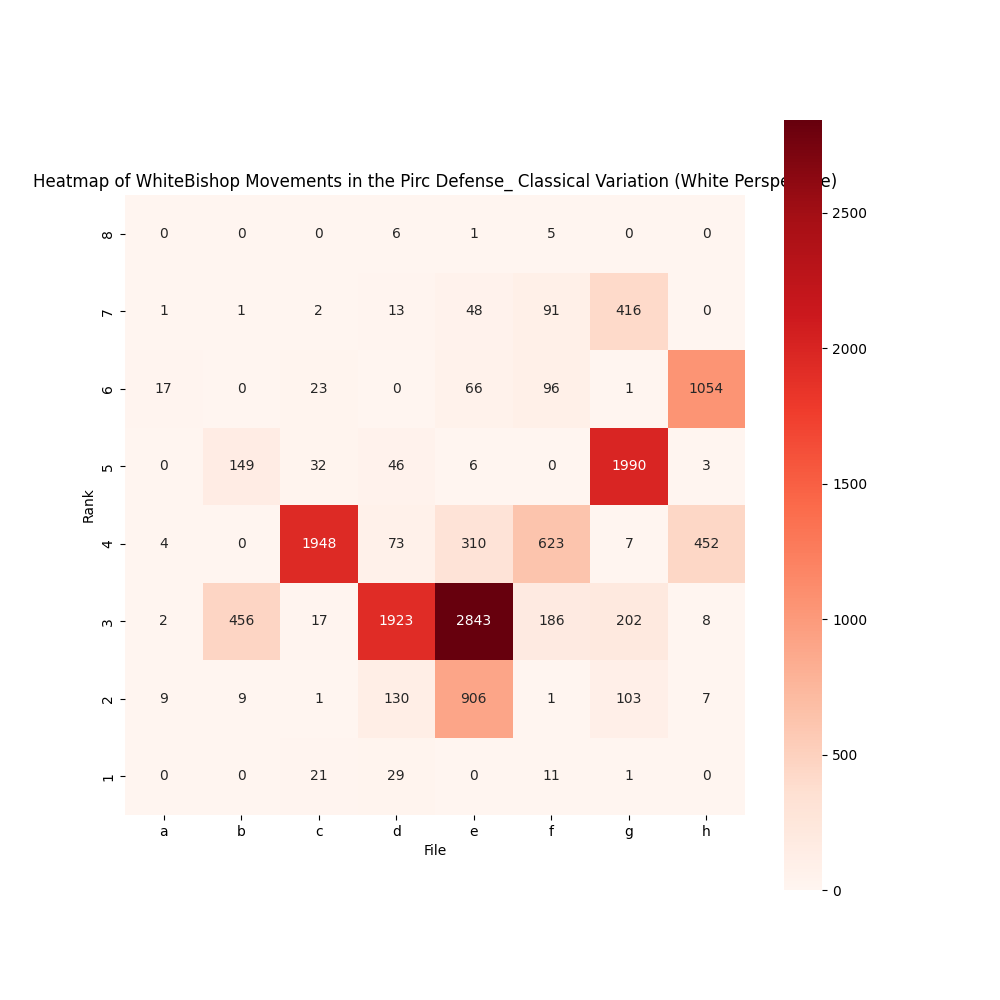 Heatmap of WhiteBishop Movements in the Pirc Defense_ Classical Variation (White Perspe e)
8 0 0 0 6 1 5 0 0
7 1 1 2 13 48 91 416 0
6 17 0 23 0 66 96 1 1054
5 0 149 32 46 6 0 1990 3
Rank
4 4 0 1948 73 310 623 7 452
3 2 456 17 1923 2843 186 202 8
2 9 9 1 130 906 1 103 7
1 0 0 21 29 0 11 1 0
a b c d e f g h
File
2500
2000
1500
1000
500
0